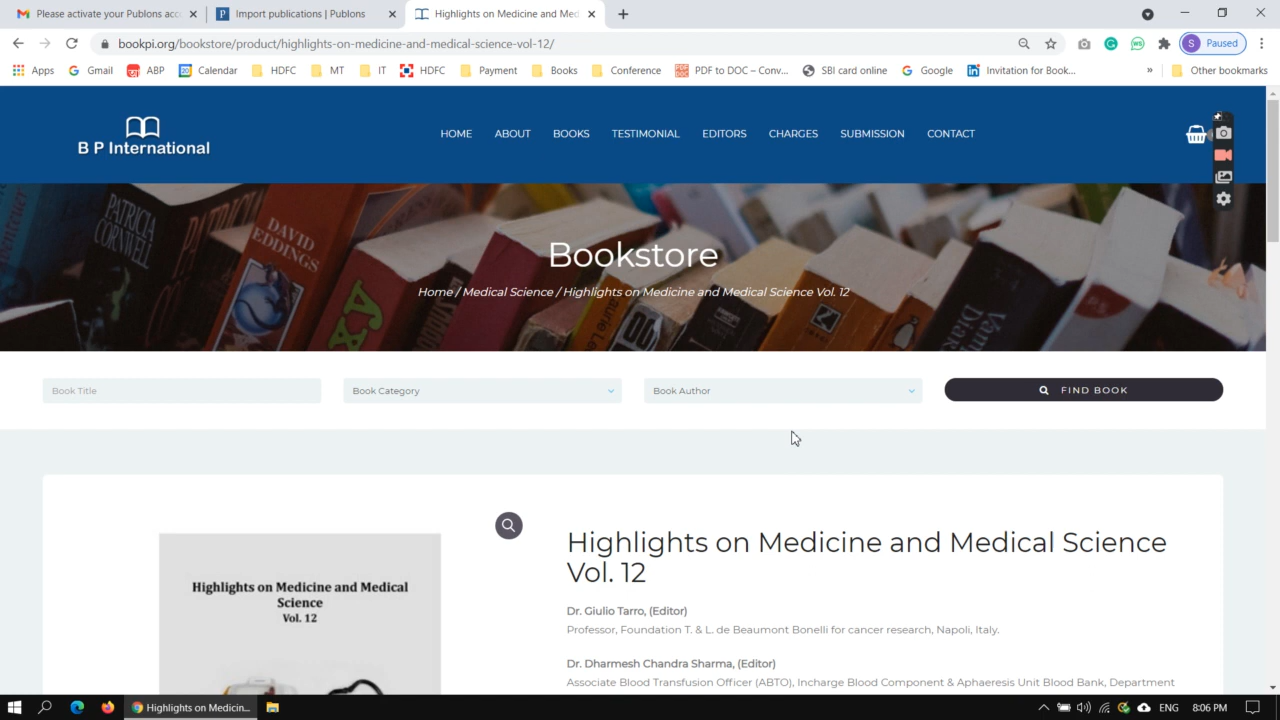 Please activate your Publons acc
Import publications | Publons
Highlights on Medicine and Med
bookpi.org/bookstore/product/highlights-on-medicine-and-medical-science-vol-12/
S Paused
Apps Gmail ABP Calendar HDFC MT IT HDFC Payment Books Conference PDF to DOC – Conv... SBI card online Google Invitation for Book... » Other bookmarks
B P International
HOME ABOUT BOOKS TESTIMONIAL EDITORS CHARGES SUBMISSION CONTACT
PATRICIA
CORNWELL
DAVID
EDDINGS
Bookstore
Home / Medical Science / Highlights on Medicine and Medical Science Vol. 12
Book Title
Book Category
Book Author
FIND BOOK
Highlights on Medicine and Medical
Science
Vol. 12
Highlights on Medicine and Medical Science
Vol. 12
Dr. Giulio Tarro, (Editor)
Professor, Foundation T. & L. de Beaumont Bonelli for cancer research, Napoli, Italy.
Dr. Dharmesh Chandra Sharma, (Editor)
Associate Blood Transfusion Officer (ABTO), Incharge Blood Component & Aphaeresis Unit Blood Bank, Department
Highlights on Medicin...
ENG
8:06 PM